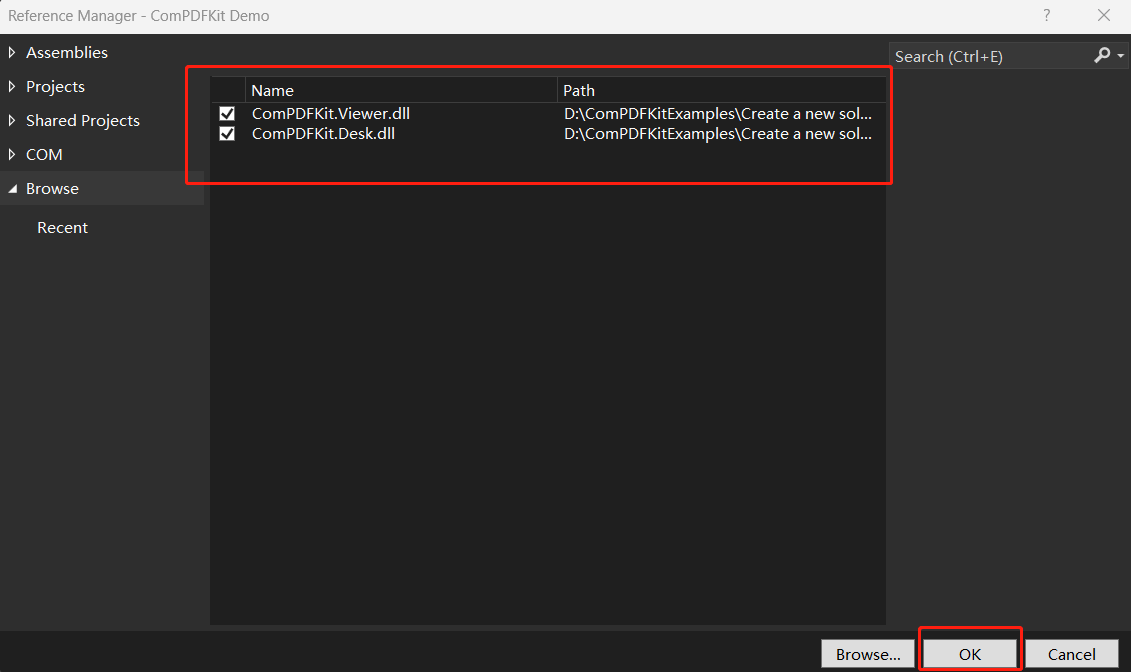 Reference Manager - ComPDFKit Demo
?
Assemblies
Search (Ctrl+E)
Projects
Name Path
Shared Projects
ComPDFKit.Viewer.dll D:\ComPDFKitExamples\Create a new sol...
ComPDFKit.Desk.dll D:\ComPDFKitExamples\Create a new sol...
COM
Browse
Recent
Browse... OK Cancel